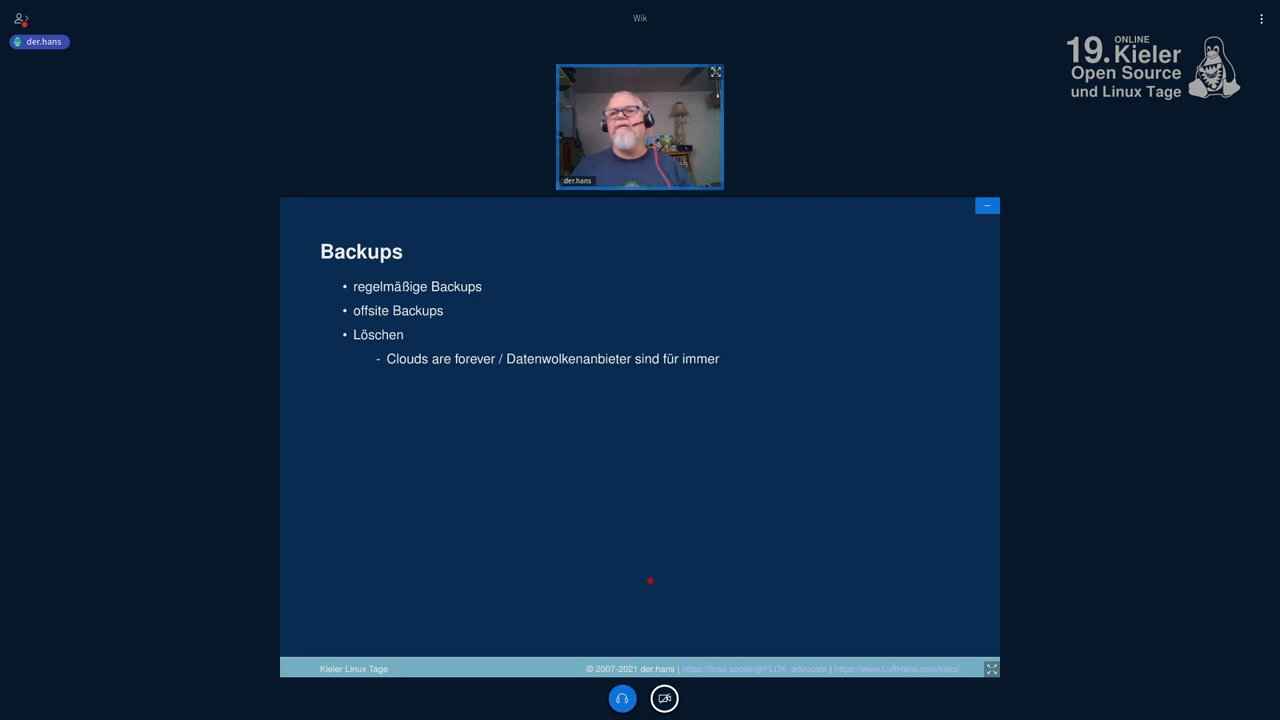 Wik
der.hans
19. ONLINE Kieler
Open Source
und Linux Tage
der.hans
Backups
• regelmäßige Backups
• offsite Backups
• Löschen
- Clouds are forever / Datenwolkenanbieter sind für immer
Kieler Linux Tage
© 2007-2021 der.hans | https://floss.social/@FLOX_advocate | https://www.LuftHans.com/talks/